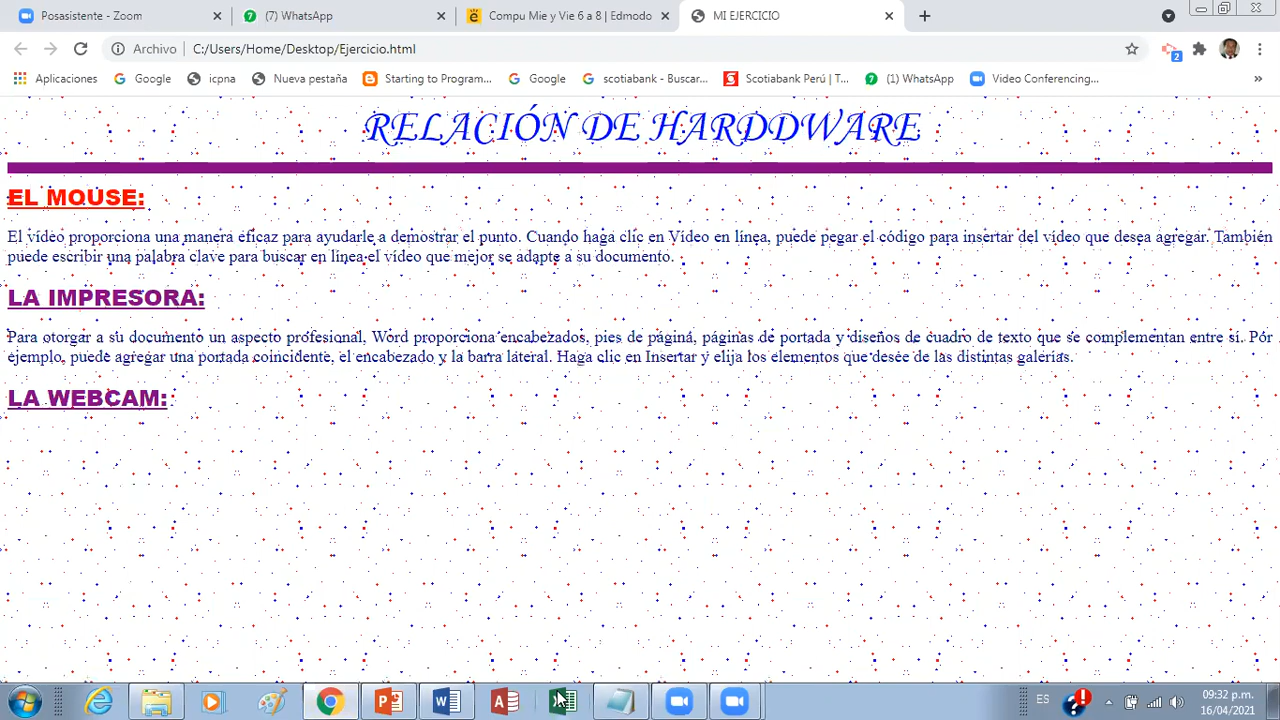 Posasistente - Zoom
(7) WhatsApp
Compu Mie y Vie 6 a 8 | Edmodo
MI EJERCICIO
Archivo
C:/Users/Home/Desktop/Ejercicio.html
2
Aplicaciones
Google
icpna
Nueva pestaña
Starting to Program...
Google
scotiabank - Buscar...
Scotiabank Perú | T...
(1) WhatsApp
Video Conferencing...
RELACIÓN DE HARDDWARE
EL MOUSE:
El vídeo proporciona una manera eficaz para ayudarle a demostrar el punto. Cuando haga clic en Vídeo en línea, puede pegar el código para insertar del vídeo que desea agregar. También
puede escribir una palabra clave para buscar en línea el vídeo que mejor se adapte a su documento.
LA IMPRESORA:
Para otorgar a su documento un aspecto profesional, Word proporciona encabezados, pies de página, páginas de portada y diseños de cuadro de texto que se complementan entre sí. Por
ejemplo, puede agregar una portada coincidente, el encabezado y la barra lateral. Haga clic en Insertar y elija los elementos que desee de las distintas galerías.
LA WEBCAM:
ES
09:32 p.m.
16/04/2021